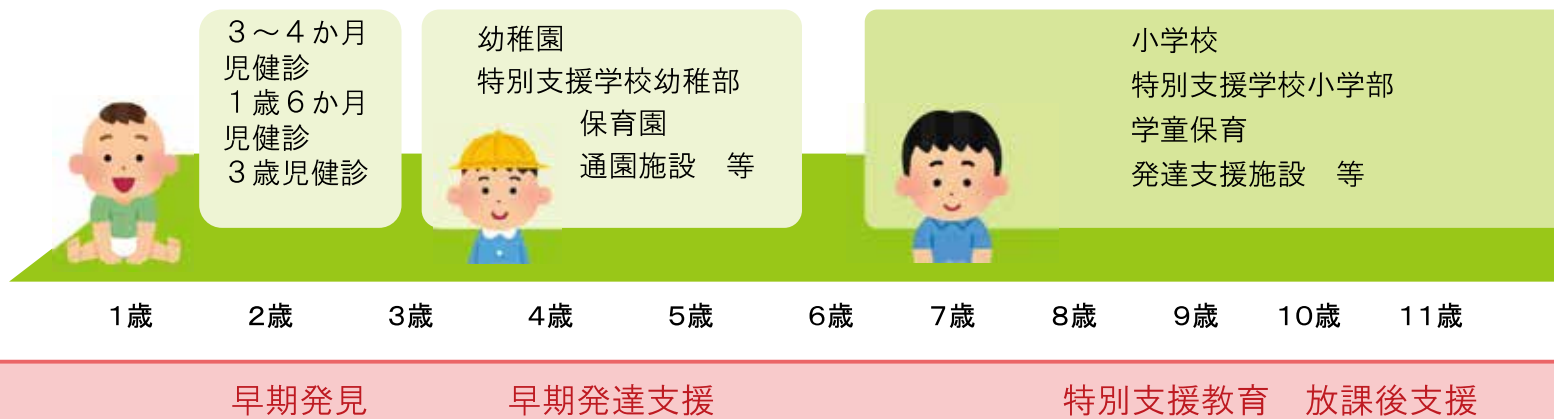 ３～４か月
児健診
１歳６か月
児健診
３歳児健診
幼稚園
特別支援学校幼稚部
保育園
通園施設　等
小学校
特別支援学校小学部
学童保育
発達支援施設　等
1歳　2歳　3歳　4歳　5歳　6歳　7歳　8歳　9歳　10歳　11歳
早期発見　早期発達支援　特別支援教育　放課後支援